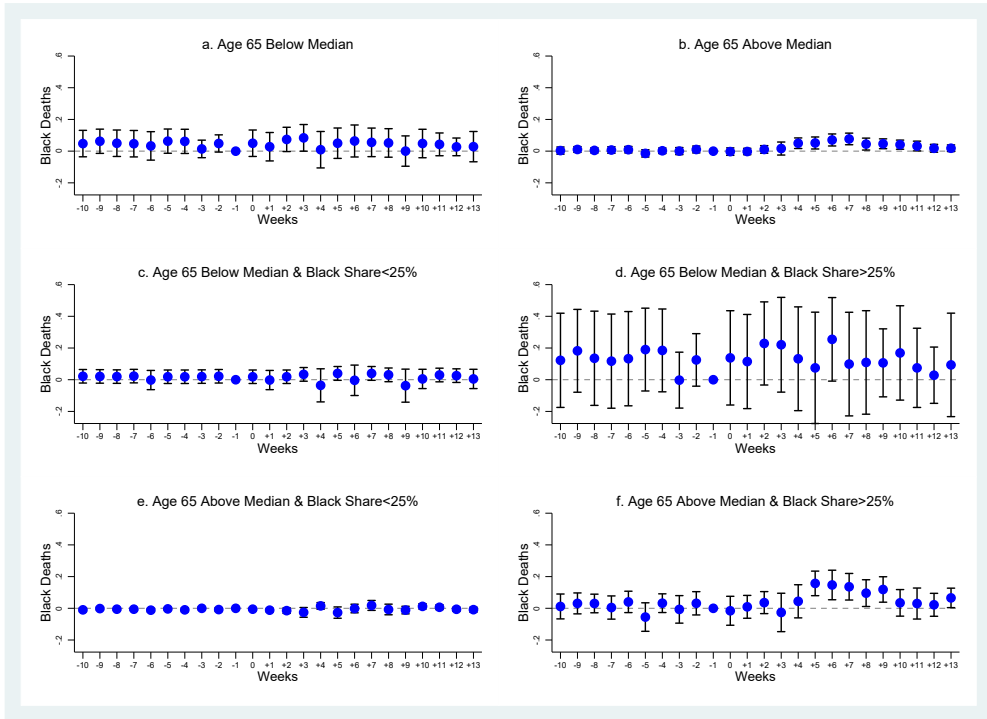 a. Age 65 Below Median
Black Deaths
.6
.4
.2
0
-.2
-10 -9 -8 -7 -6 -5 -4 -3 -2 -1 0 +1 +2 +3 +4 +5 +6 +7 +8 +9 +10 +11 +12 +13
Weeks
b. Age 65 Above Median
Black Deaths
.6
.4
.2
0
-.2
-10 -9 -8 -7 -6 -5 -4 -3 -2 -1 0 +1 +2 +3 +4 +5 +6 +7 +8 +9 +10 +11 +12 +13
Weeks
c. Age 65 Below Median & Black Share<25%
Black Deaths
.6
.4
.2
0
-.2
-10 -9 -8 -7 -6 -5 -4 -3 -2 -1 0 +1 +2 +3 +4 +5 +6 +7 +8 +9 +10 +11 +12 +13
Weeks
d. Age 65 Below Median & Black Share>25%
Black Deaths
.6
.4
.2
0
-.2
-10 -9 -8 -7 -6 -5 -4 -3 -2 -1 0 +1 +2 +3 +4 +5 +6 +7 +8 +9 +10 +11 +12 +13
Weeks
e. Age 65 Above Median & Black Share<25%
Black Deaths
.6
.4
.2
0
-.2
-10 -9 -8 -7 -6 -5 -4 -3 -2 -1 0 +1 +2 +3 +4 +5 +6 +7 +8 +9 +10 +11 +12 +13
Weeks
f. Age 65 Above Median & Black Share>25%
Black Deaths
.6
.4
.2
0
-.2
-10 -9 -8 -7 -6 -5 -4 -3 -2 -1 0 +1 +2 +3 +4 +5 +6 +7 +8 +9 +10 +11 +12 +13
Weeks